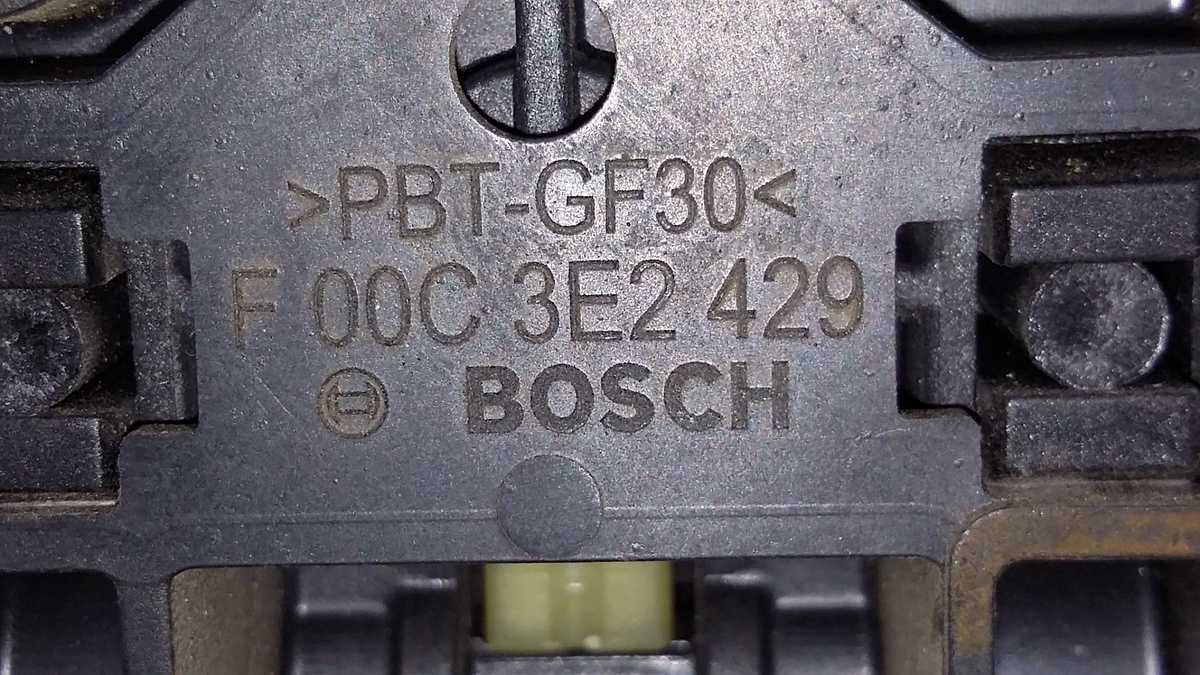 >PBT-GF30<
F 00C 3E2 429
BOSCH